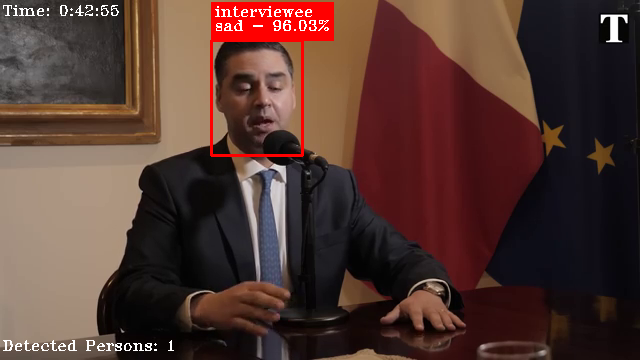 Time: 0:42:55
interviewee
sad - 96.03%
T
Detected Persons: 1